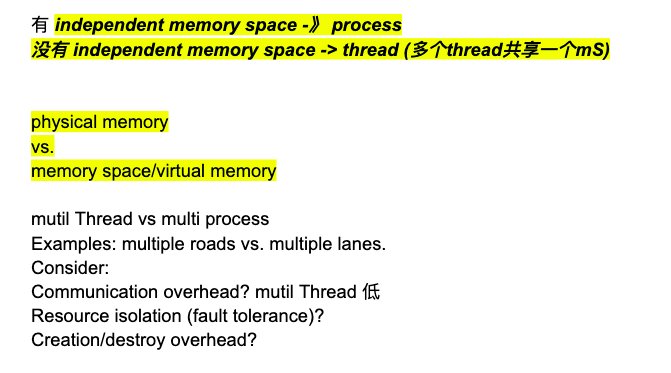 有 independent memory space -》 process
没有 independent memory space -> thread (多个thread共享一个mS)
physical memory
vs.
memory space/virtual memory
mutil Thread vs multi process
Examples: multiple roads vs. multiple lanes.
Consider:
Communication overhead? mutil Thread 低
Resource isolation (fault tolerance)?
Creation/destroy overhead?